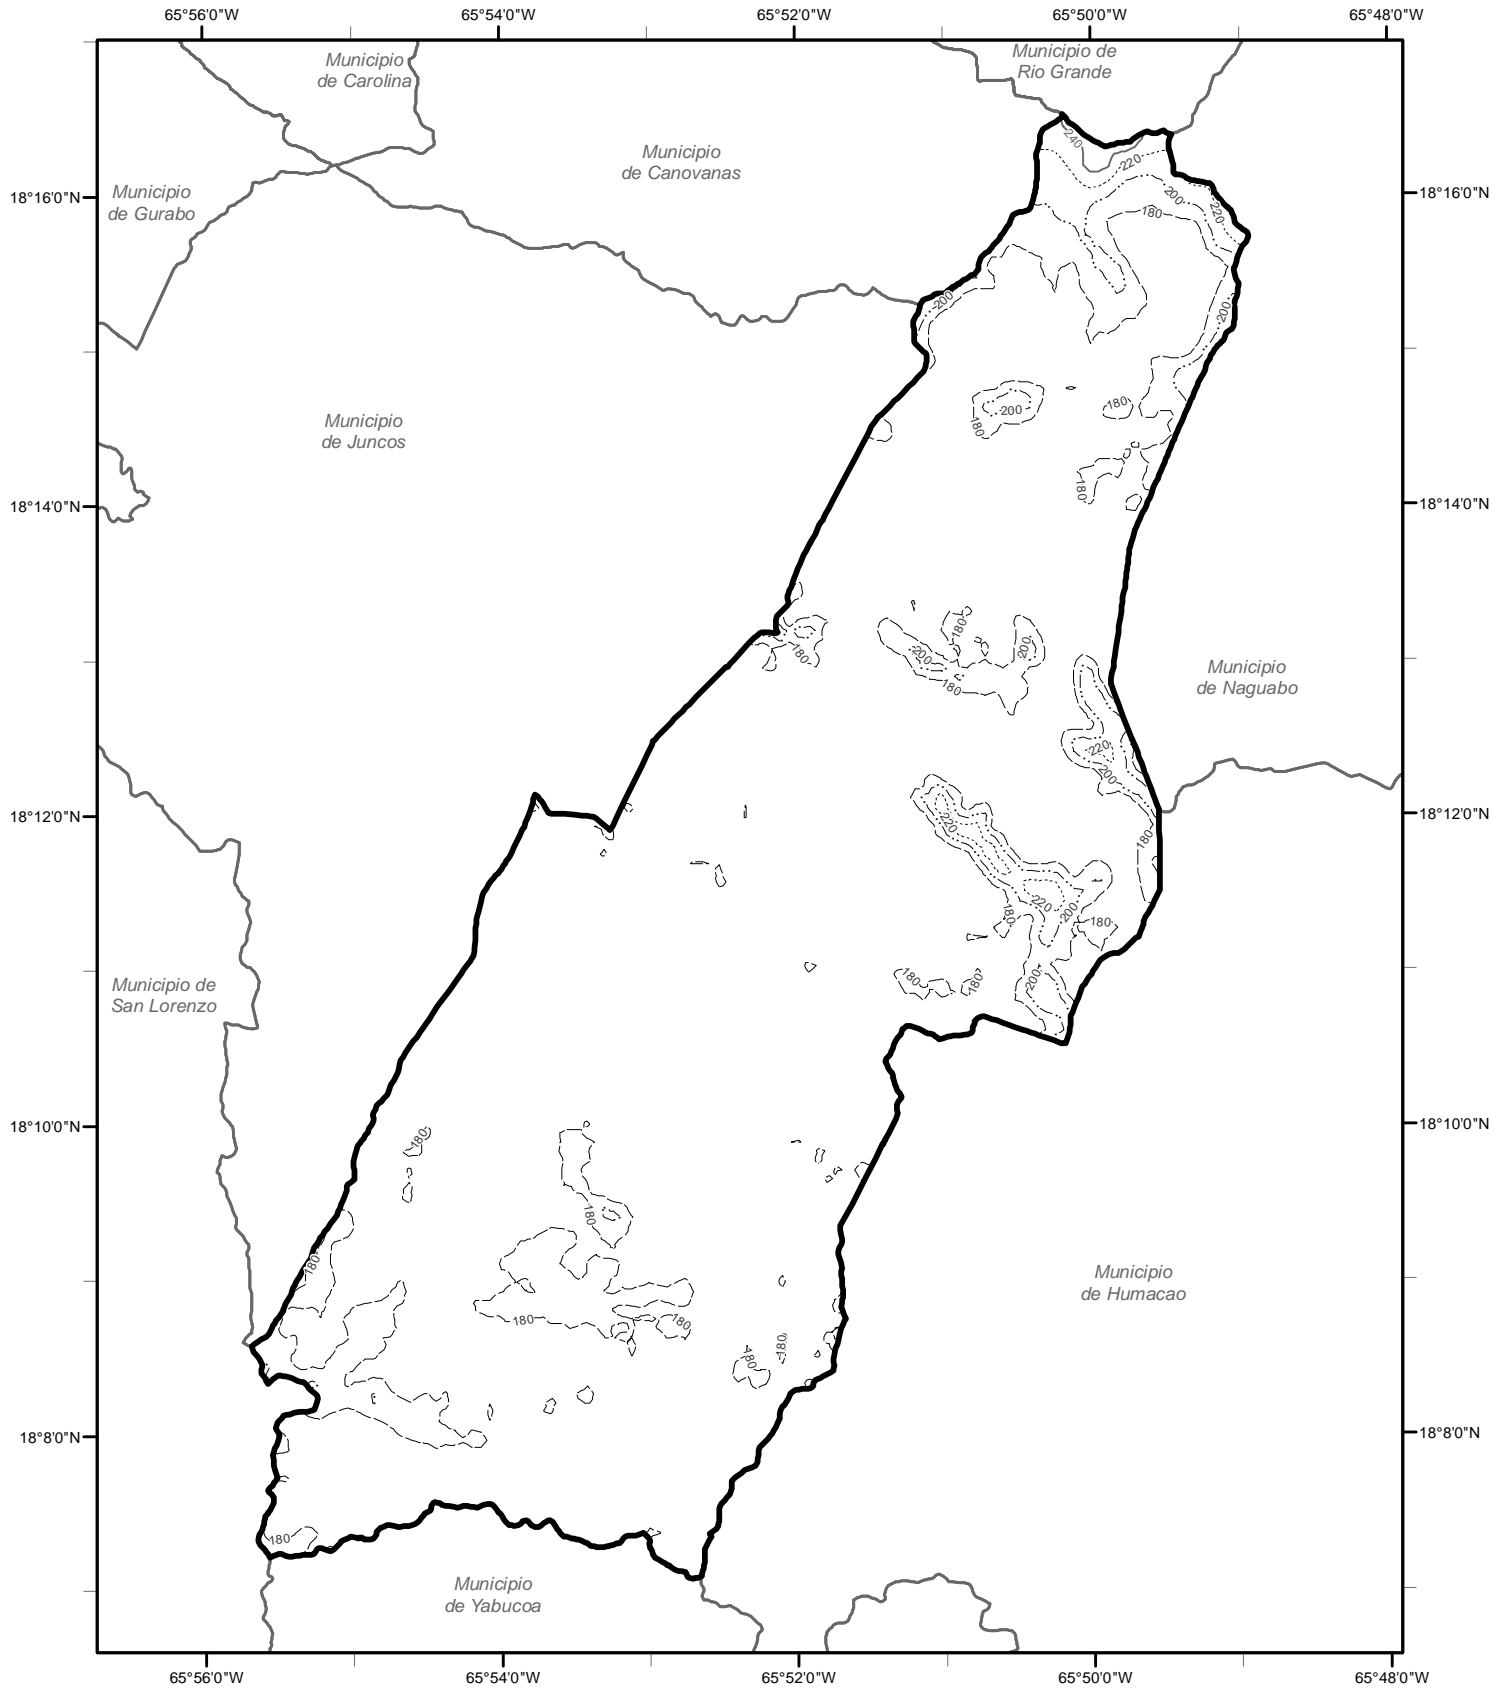 65°56'0"W
65°54'0"W
65°52'0"W
65°50'0"W
65°48'0"W
Municipio
de Carolina
Municipio de
Rio Grande
240
Municipio
de Canovanas
220
18°16'0"N
Municipio
de Gurabo
200
180
220
18°16'0"N
200
200
Municipio
de Juncos
200
180
180
180
18°14'0"N
18°14'0"N
180
180
200
200
180
Municipio
de Naguabo
220
200
18°12'0"N
18°12'0"N
220
180
220
200
180
180
Municipio de
San Lorenzo
180
180
200
18°10'0"N
18°10'0"N
180
180
180
Municipio
de Humacao
180
180
180
180
18°8'0"N
18°8'0"N
180
Municipio
de Yabucoa
65°56'0"W
65°54'0"W
65°52'0"W
65°50'0"W
65°48'0"W